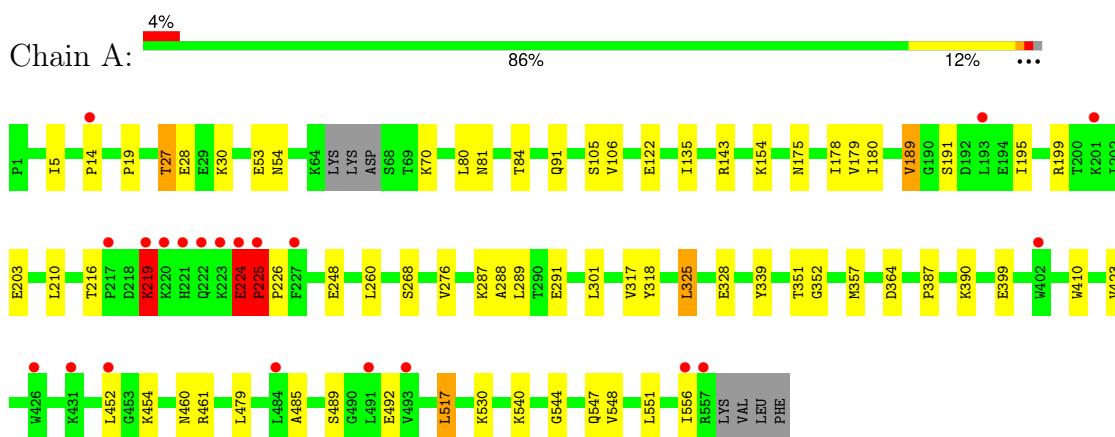 4%
Chain A:
86% 12% •••
P1 I5 P14 P19 T27 E28 E29 K30 E53 N54 K64 LYS LYS ASP S68 T69 K70 L80 N81 T84 Q91 S105 V106 E122 I135 R143 K154 N175 I178 V179 I180 V189 G190 S191 D192 L193 E194 I195 R199 T200 K201 I202
E203 L210 T216 P217 D218 K219 K220 H221 Q222 K223 E224 P225 P226 F227 E248 L260 S268 V276 K287 A288 L289 T290 E291 L301 V317 Y318 L325 E328 Y339 T351 G352 M357 D364 P387 K390 E399 W402 W410
W426 K431 L452 G453 K454 N460 R461 L479 L484 A485 S489 G490 L491 E492 V493 L517 K530 K540 G544 Q547 V548 L551 I556 R557 LYS VAL LEU PHE